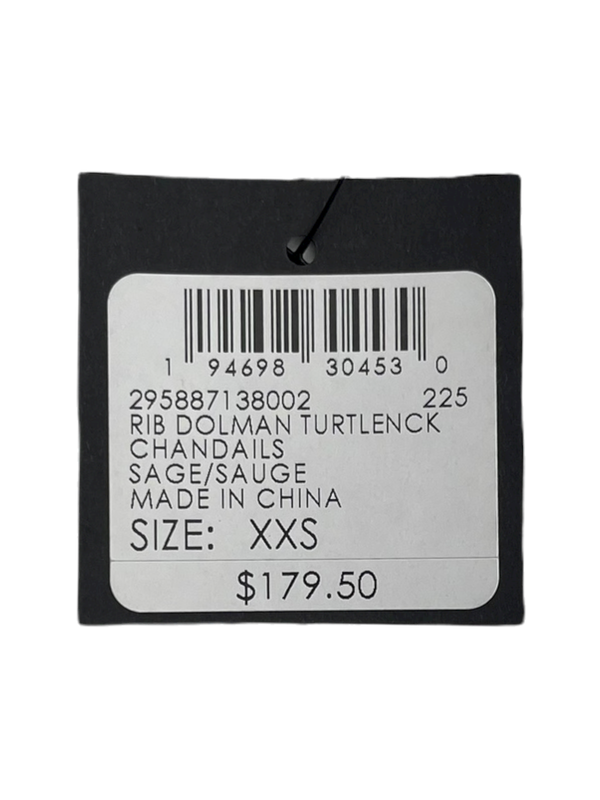 1 94698 30453 0
295887138002 225
RIB DOLMAN TURTLENCK
CHANDAILS
SAGE/SAUGE
MADE IN CHINA
SIZE: XXS
$179.50